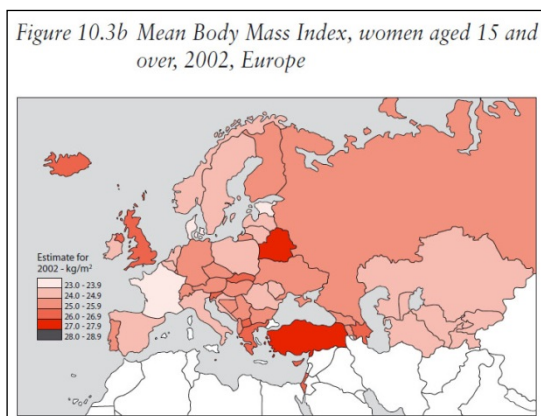 Figure 10.3b Mean Body Mass Index, women aged 15 and
over, 2002, Europe
Estimate for
2002 - kg/m²
23.0 - 23.9
24.0 - 24.9
25.0 - 25.9
26.0 - 26.9
27.0 - 27.9
28.0 - 28.9